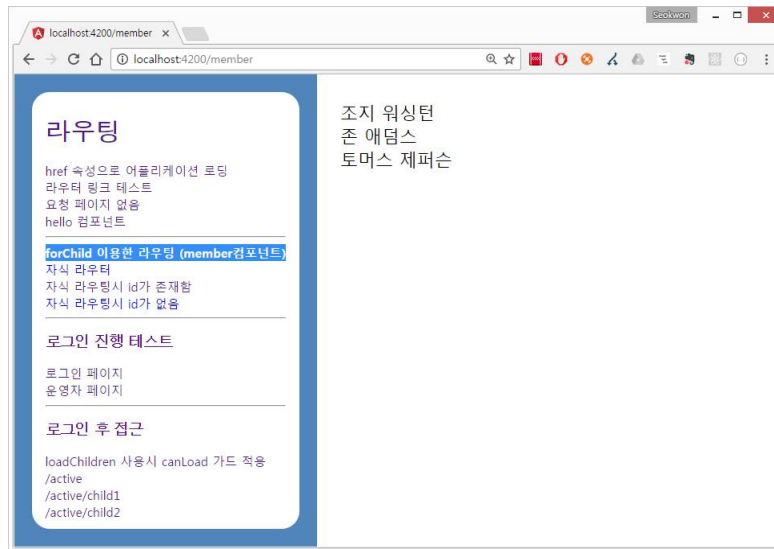 Seokwon
localhost:4200/member
localhost:4200/member
라우팅
href 속성으로 어플리케이션 로딩
라우터 링크 테스트
요청 페이지 없음
hello 컴포넌트
forChild 이용한 라우팅 (member컴포넌트)
자식 라우터
자식 라우팅시 id가 존재함
자식 라우팅시 id가 없음
로그인 진행 테스트
로그인 페이지
운영자 페이지
로그인 후 접근
loadChildren 사용시 canLoad 가드 적용
/active
/active/child1
/active/child2
조지 워싱턴
존 애덤스
토머스 제퍼슨